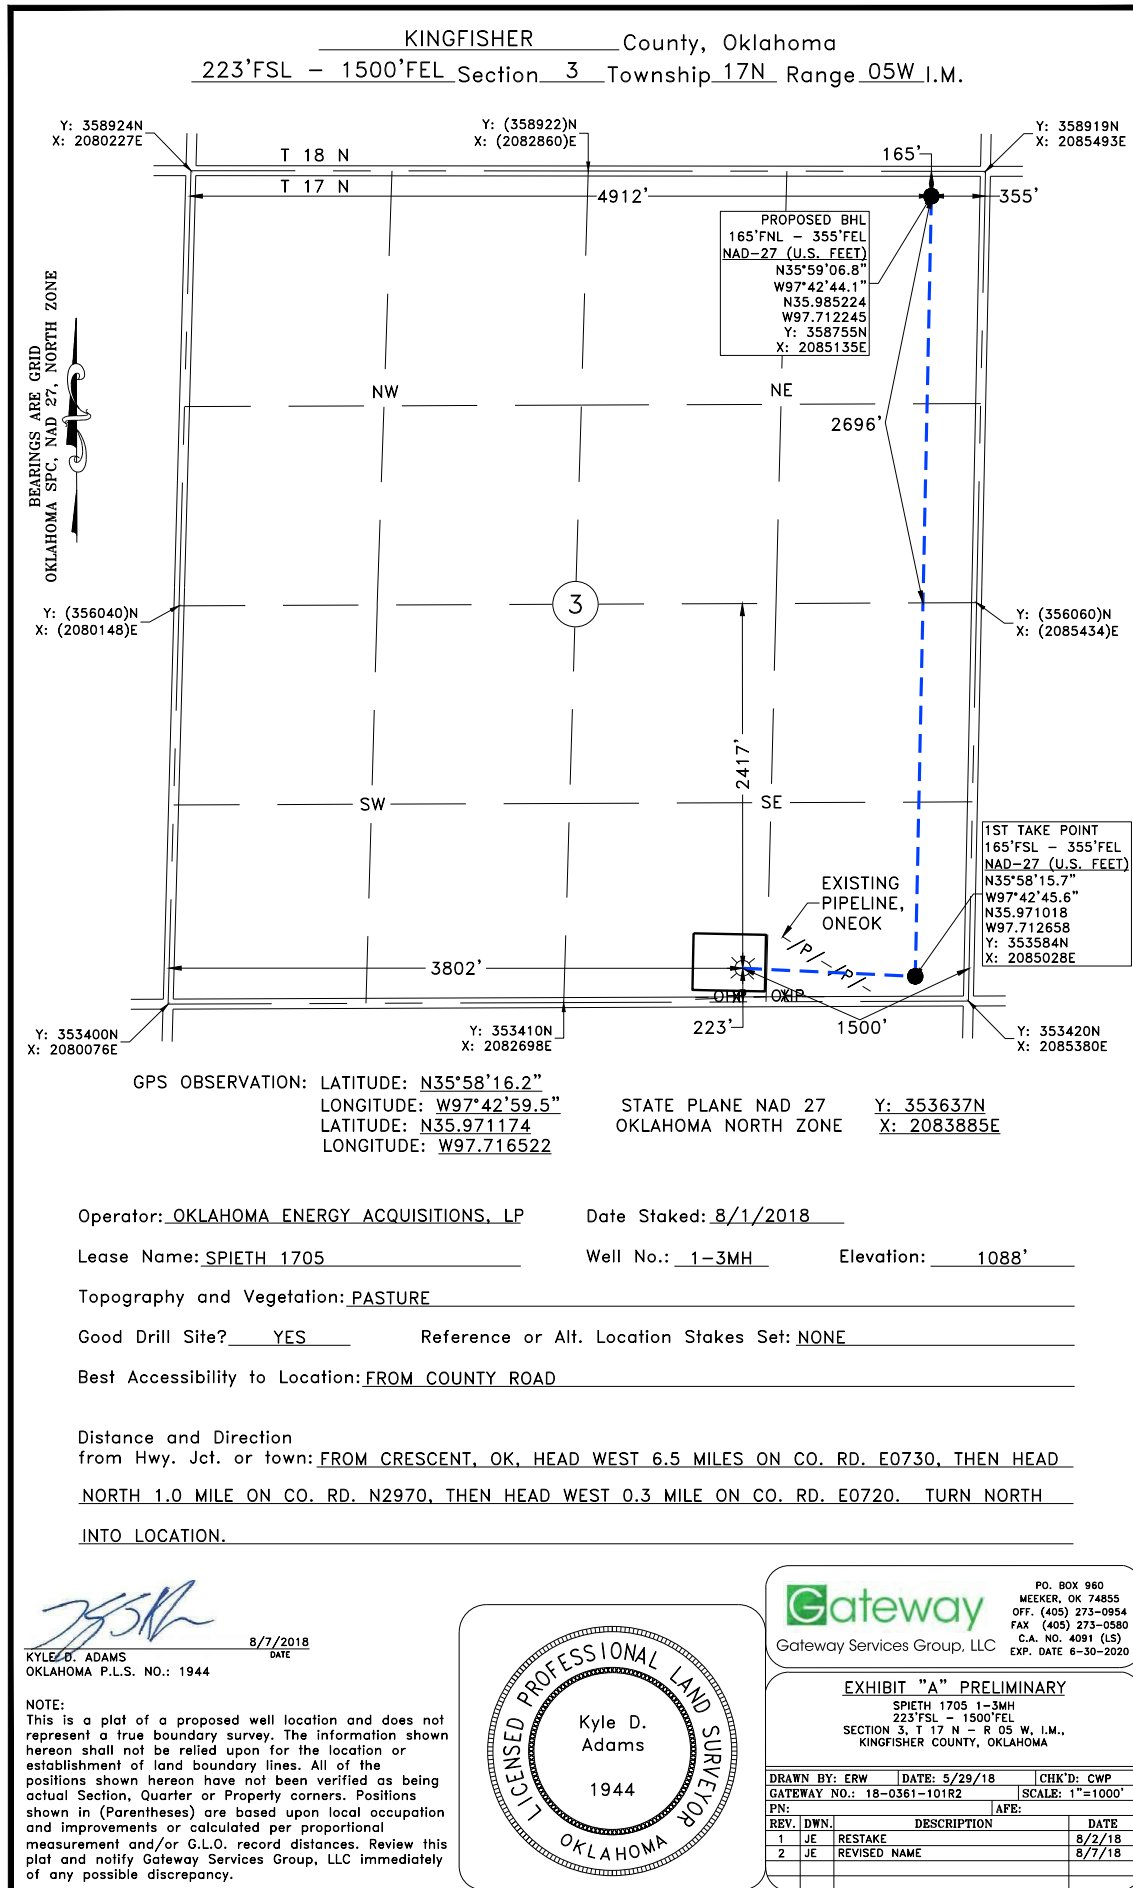 KINGFISHER County, Oklahoma
223'FSL – 1500'FEL Section 3 Township 17N Range 05W I.M.
Y: 358924N
X: 2080227E
Y: (358922)N
X: (2082860)E
Y: 358919N
X: 2085493E
T 18 N
T 17 N
165'
4912'
355'
PROPOSED BHL
165'FNL – 355'FEL
NAD-27 (U.S. FEET)
N35°59'06.8"
W97°42'44.1"
N35.985224
W97.712245
Y: 358755N
X: 2085135E
BEARINGS ARE GRID
OKLAHOMA SPC, NAD 27, NORTH ZONE
NW
NE
2696'
Y: (356040)N
X: (2080148)E
3
Y: (356060)N
X: (2085434)E
2417'
SW
SE
1ST TAKE POINT
165'FSL – 355'FEL
NAD-27 (U.S. FEET)
N35°58'15.7"
W97°42'45.6"
N35.971018
W97.712658
Y: 353584N
X: 2085028E
EXISTING
PIPELINE,
ONEOK
-/P/-/P/-
3802'
223'
1500'
Y: 353400N
X: 2080076E
Y: 353410N
X: 2082698E
Y: 353420N
X: 2085380E
GPS OBSERVATION: LATITUDE: N35°58'16.2"
LONGITUDE: W97°42'59.5" STATE PLANE NAD 27 Y: 353637N
LATITUDE: N35.971174 OKLAHOMA NORTH ZONE X: 2083885E
LONGITUDE: W97.716522
Operator: OKLAHOMA ENERGY ACQUISITIONS, LP Date Staked: 8/1/2018
Lease Name: SPIETH 1705 Well No.: 1-3MH Elevation: 1088'
Topography and Vegetation: PASTURE
Good Drill Site? YES Reference or Alt. Location Stakes Set: NONE
Best Accessibility to Location: FROM COUNTY ROAD
Distance and Direction
from Hwy. Jct. or town: FROM CRESCENT, OK, HEAD WEST 6.5 MILES ON CO. RD. E0730, THEN HEAD
NORTH 1.0 MILE ON CO. RD. N2970, THEN HEAD WEST 0.3 MILE ON CO. RD. E0720. TURN NORTH
INTO LOCATION.
8/7/2018
KYLE D. ADAMS DATE
OKLAHOMA P.L.S. NO.: 1944
NOTE:
This is a plat of a proposed well location and does not
represent a true boundary survey. The information shown
hereon shall not be relied upon for the location or
establishment of land boundary lines. All of the
positions shown hereon have not been verified as being
actual Section, Quarter or Property corners. Positions
shown in (Parentheses) are based upon local occupation
and improvements or calculated per proportional
measurement and/or G.L.O. record distances. Review this
plat and notify Gateway Services Group, LLC immediately
of any possible discrepancy.
LICENSED PROFESSIONAL LAND SURVEYOR
Kyle D.
Adams
1944
OKLAHOMA
Gateway
Gateway Services Group, LLC
PO. BOX 960
MEEKER, OK 74855
OFF. (405) 273-0954
FAX (405) 273-0580
C.A. NO. 4091 (LS)
EXP. DATE 6-30-2020
EXHIBIT "A" PRELIMINARY
SPIETH 1705 1-3MH
223'FSL – 1500'FEL
SECTION 3, T 17 N – R 05 W, I.M.,
KINGFISHER COUNTY, OKLAHOMA
DRAWN BY: ERW DATE: 5/29/18 CHK'D: CWP
GATEWAY NO.: 18-0361-101R2 SCALE: 1"=1000'
PN: AFE:
REV. DWN. DESCRIPTION DATE
1 JE RESTAKE 8/2/18
2 JE REVISED NAME 8/7/18